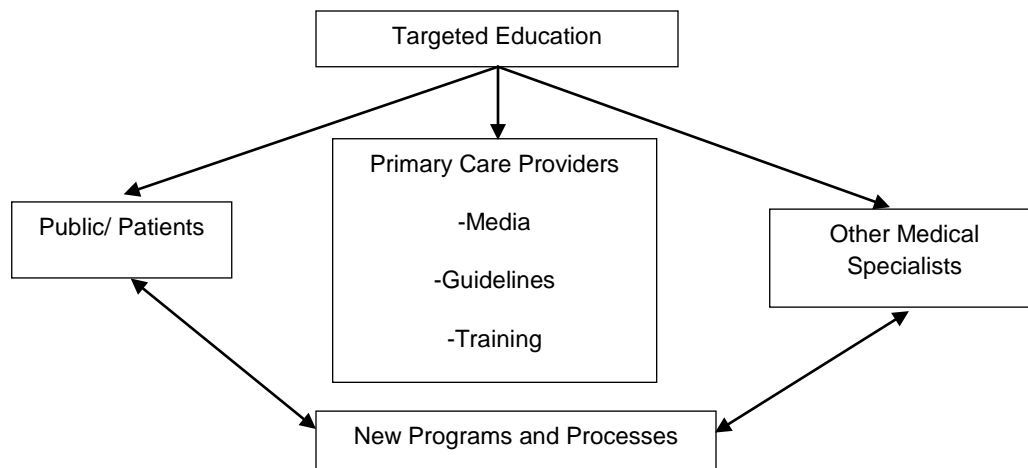 Targeted Education
Primary Care Providers
-Media
-Guidelines
-Training
Public/ Patients
Other Medical
Specialists
New Programs and Processes